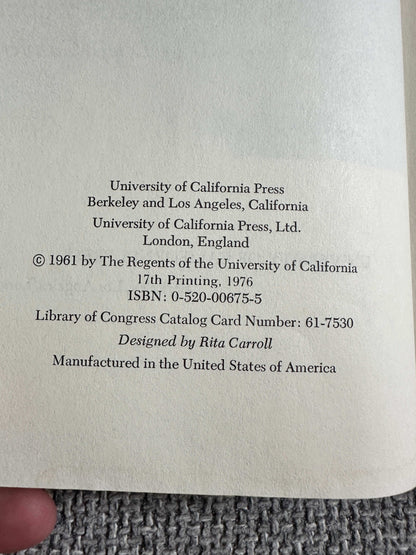 University of California Press
Berkeley and Los Angeles, California
University of California Press, Ltd.
London, England
© 1961 by The Regents of the University of California
17th Printing, 1976
ISBN: 0-520-00675-5
Library of Congress Catalog Card Number: 61-7530
Designed by Rita Carroll
Manufactured in the United States of America